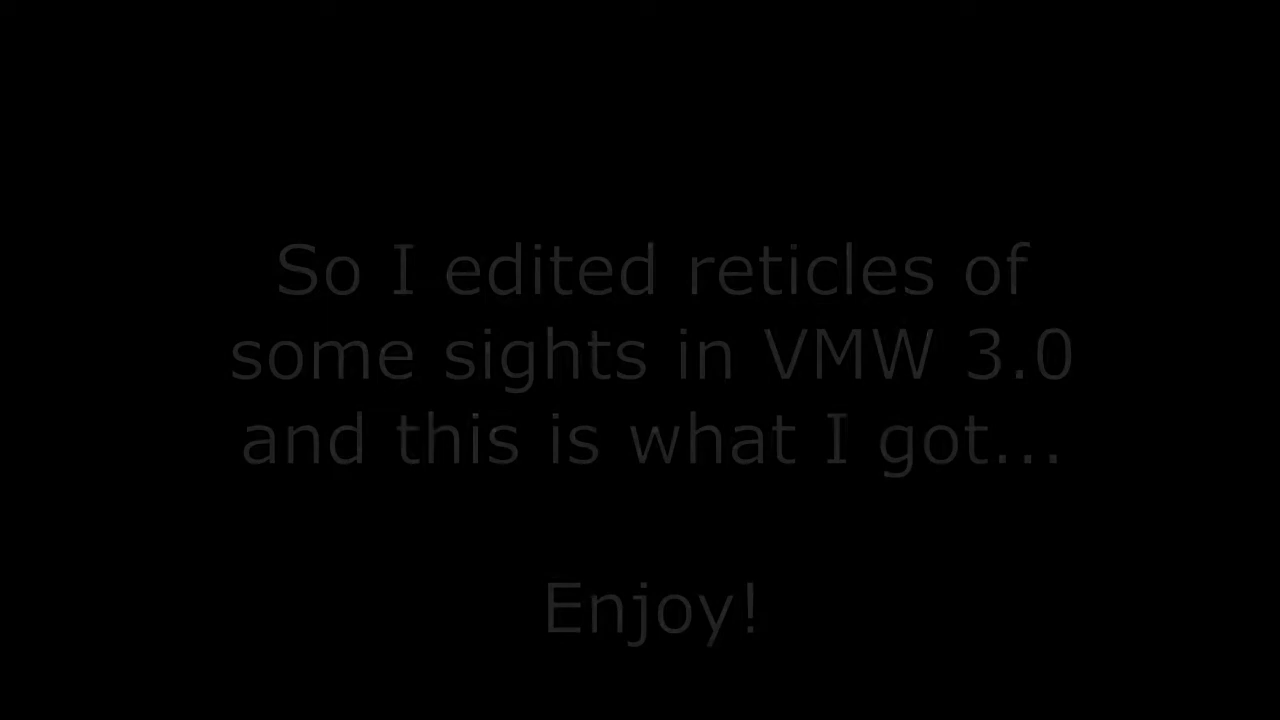 So I edited reticles of
some sights in VMW 3.0
and this is what I got...
Enjoy!